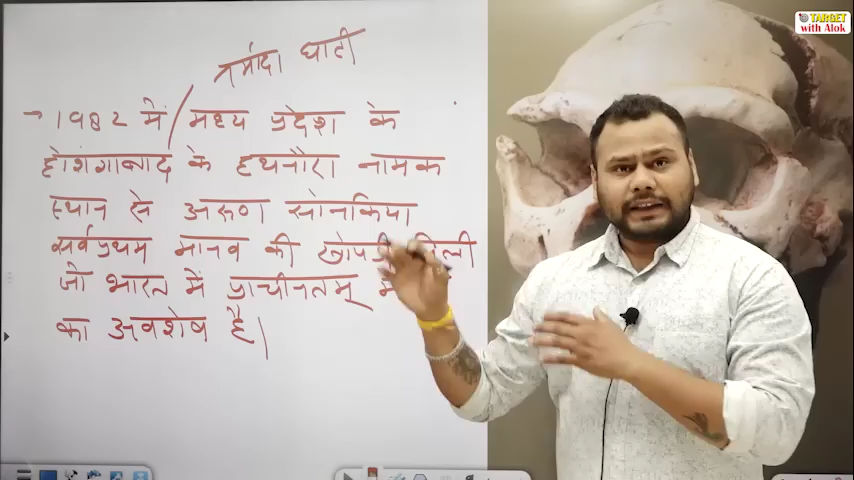 नर्मदा घाटी
→ 1982 में / मध्य प्रदेश के
होशंगाबाद के हथनौरा नामक
स्थान से अरुण सोनकिया
सर्वप्रथम मानव की खोपड़ी मिली
जो भारत में प्राचीनतम्
का अवशेष है।
TARGET
with Alok